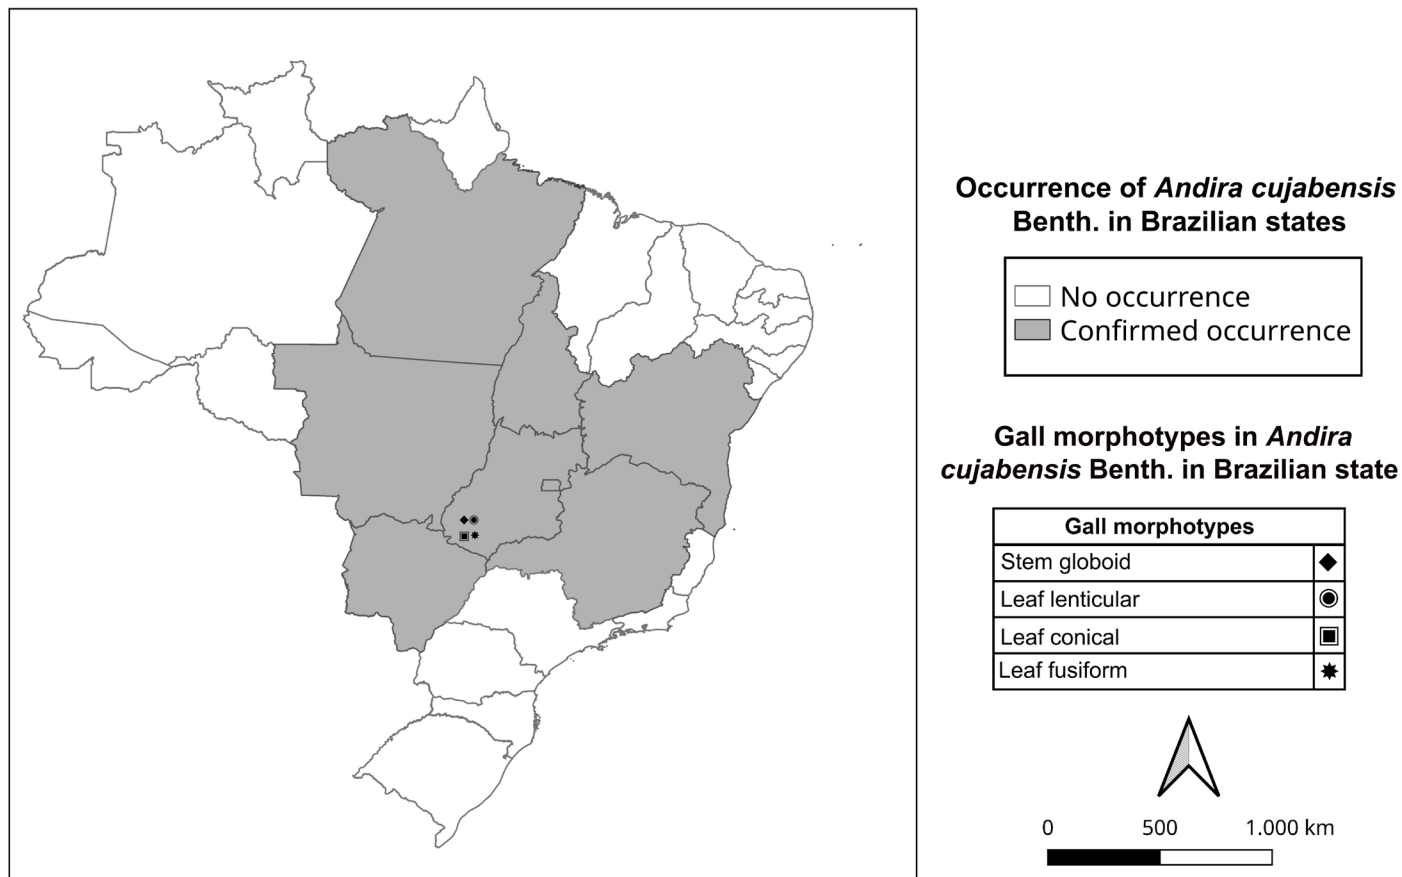 Occurrence of Andira cujabensis
Benth. in Brazilian states
No occurrence
Confirmed occurrence
Gall morphotypes in Andira
cujabensis Benth. in Brazilian state
Gall morphotypes
Stem globoid
Leaf lenticular
Leaf conical
Leaf fusiform
0 500 1.000 km